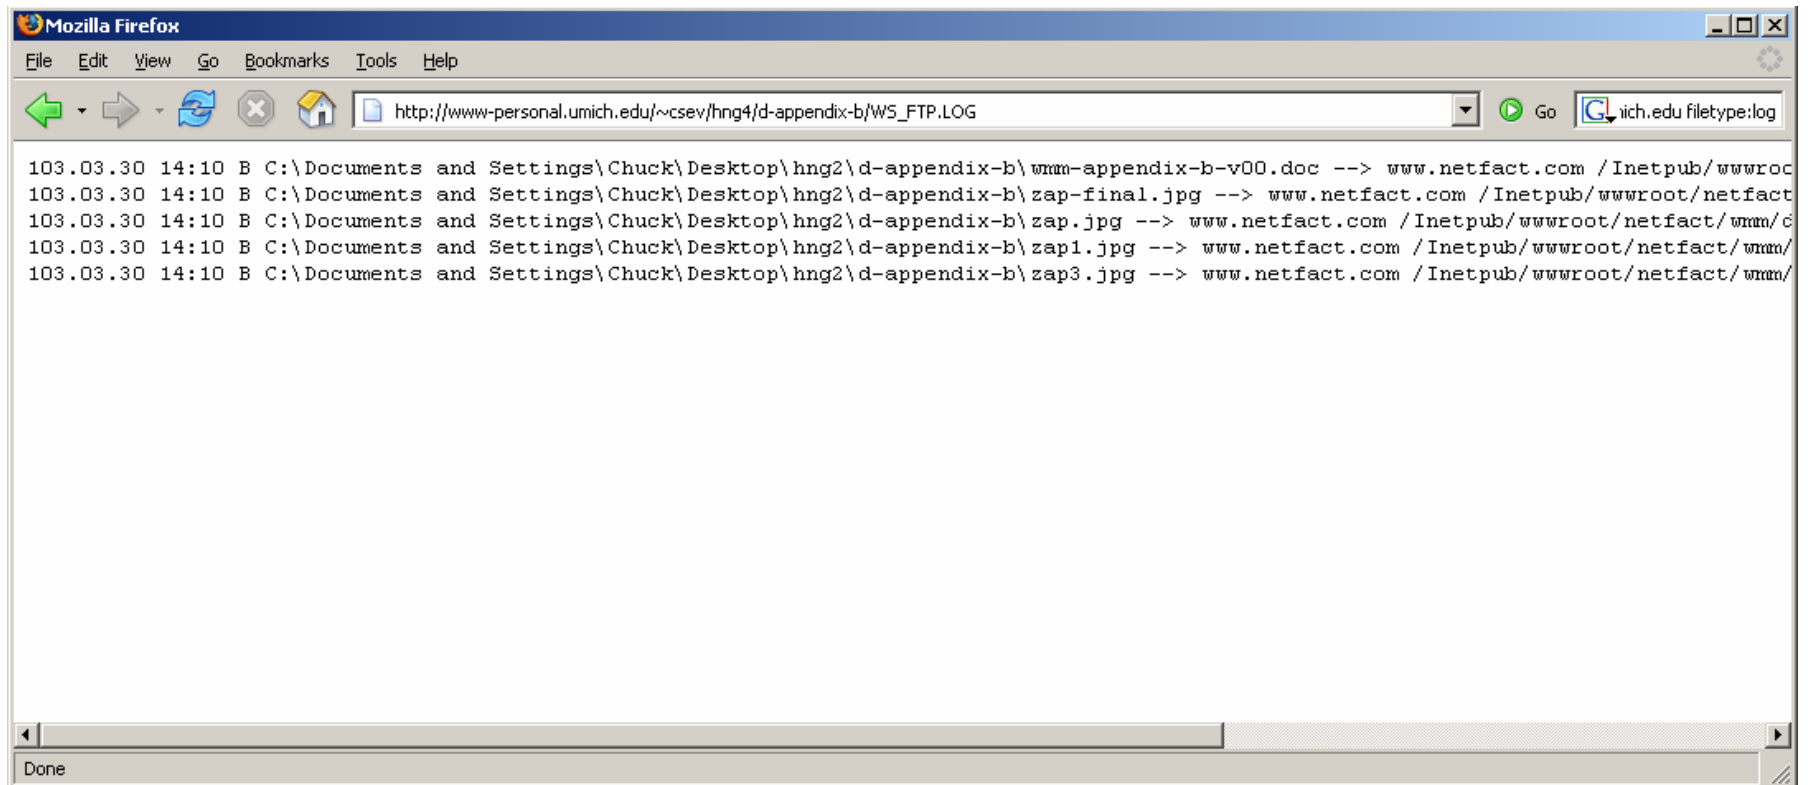 Mozilla Firefox
File Edit View Go Bookmarks Tools Help
http://www-personal.umich.edu/~csev/hng4/d-appendix-b/WS_FTP.LOG Go ich.edu filetype:log
103.03.30 14:10 B C:\Documents and Settings\Chuck\Desktop\hng2\d-appendix-b\wmm-appendix-b-v00.doc --> www.netfact.com /Inetpub/wwwroc
103.03.30 14:10 B C:\Documents and Settings\Chuck\Desktop\hng2\d-appendix-b\zap-final.jpg --> www.netfact.com /Inetpub/wwwroot/netfact
103.03.30 14:10 B C:\Documents and Settings\Chuck\Desktop\hng2\d-appendix-b\zap.jpg --> www.netfact.com /Inetpub/wwwroot/netfact/wmm/d
103.03.30 14:10 B C:\Documents and Settings\Chuck\Desktop\hng2\d-appendix-b\zap1.jpg --> www.netfact.com /Inetpub/wwwroot/netfact/wmm/
103.03.30 14:10 B C:\Documents and Settings\Chuck\Desktop\hng2\d-appendix-b\zap3.jpg --> www.netfact.com /Inetpub/wwwroot/netfact/wmm/
Done